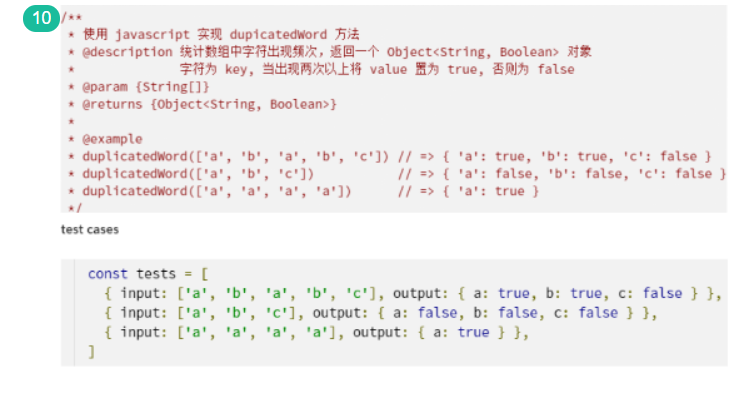 10
/**
* 使用 javascript 实现 dupicatedWord 方法
* @description 统计数组中字符出现频次，返回一个 Object<String, Boolean> 对象
* 字符为 key, 当出现两次以上将 value 置为 true, 否则为 false
* @param {String[]}
* @returns {Object<String, Boolean>}
*
* @example
* duplicatedWord(['a', 'b', 'a', 'b', 'c']) // => { 'a': true, 'b': true, 'c': false }
* duplicatedWord(['a', 'b', 'c']) // => { 'a': false, 'b': false, 'c': false }
* duplicatedWord(['a', 'a', 'a', 'a']) // => { 'a': true }
*/
test cases
const tests = [
{ input: ['a', 'b', 'a', 'b', 'c'], output: { a: true, b: true, c: false } },
{ input: ['a', 'b', 'c'], output: { a: false, b: false, c: false } },
{ input: ['a', 'a', 'a', 'a'], output: { a: true } },
]